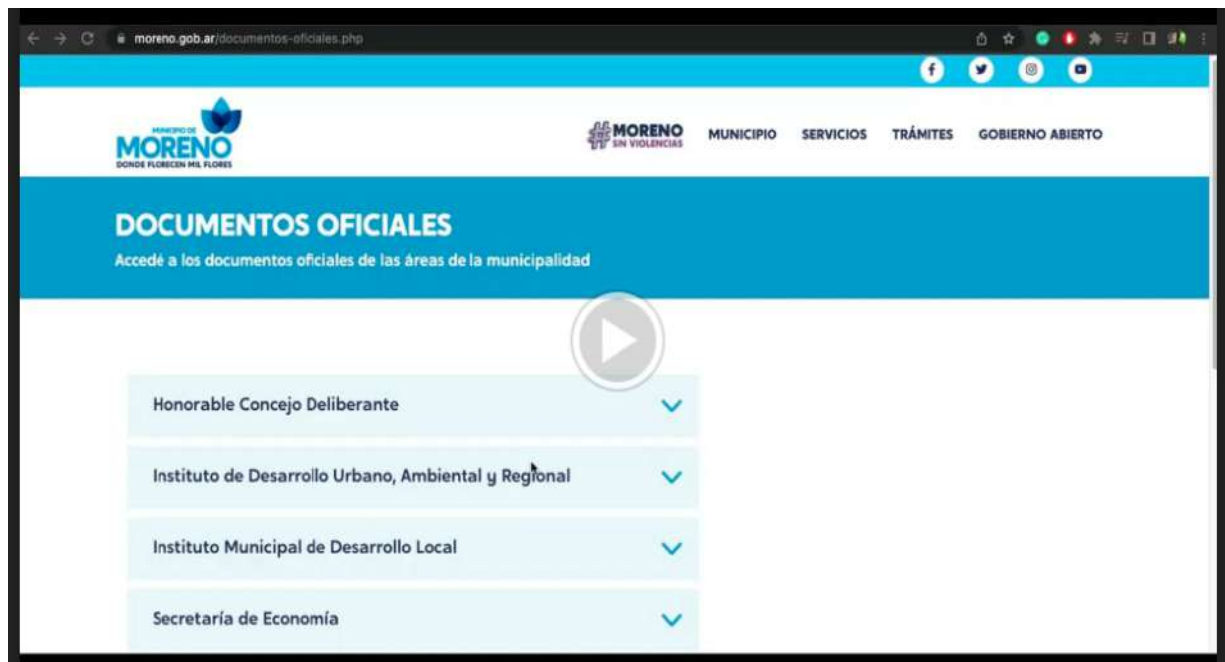 moreno.gob.ar/documentos-oficiales.php
MUNICIPIO DE
MORENO
DONDE FLORECEN MIL FLORES
#MORENO
SIN VIOLENCIAS
MUNICIPIO
SERVICIOS
TRÁMITES
GOBIERNO ABIERTO
DOCUMENTOS OFICIALES
Accedé a los documentos oficiales de las áreas de la municipalidad
Honorable Concejo Deliberante
Instituto de Desarrollo Urbano, Ambiental y Regional
Instituto Municipal de Desarrollo Local
Secretaría de Economía